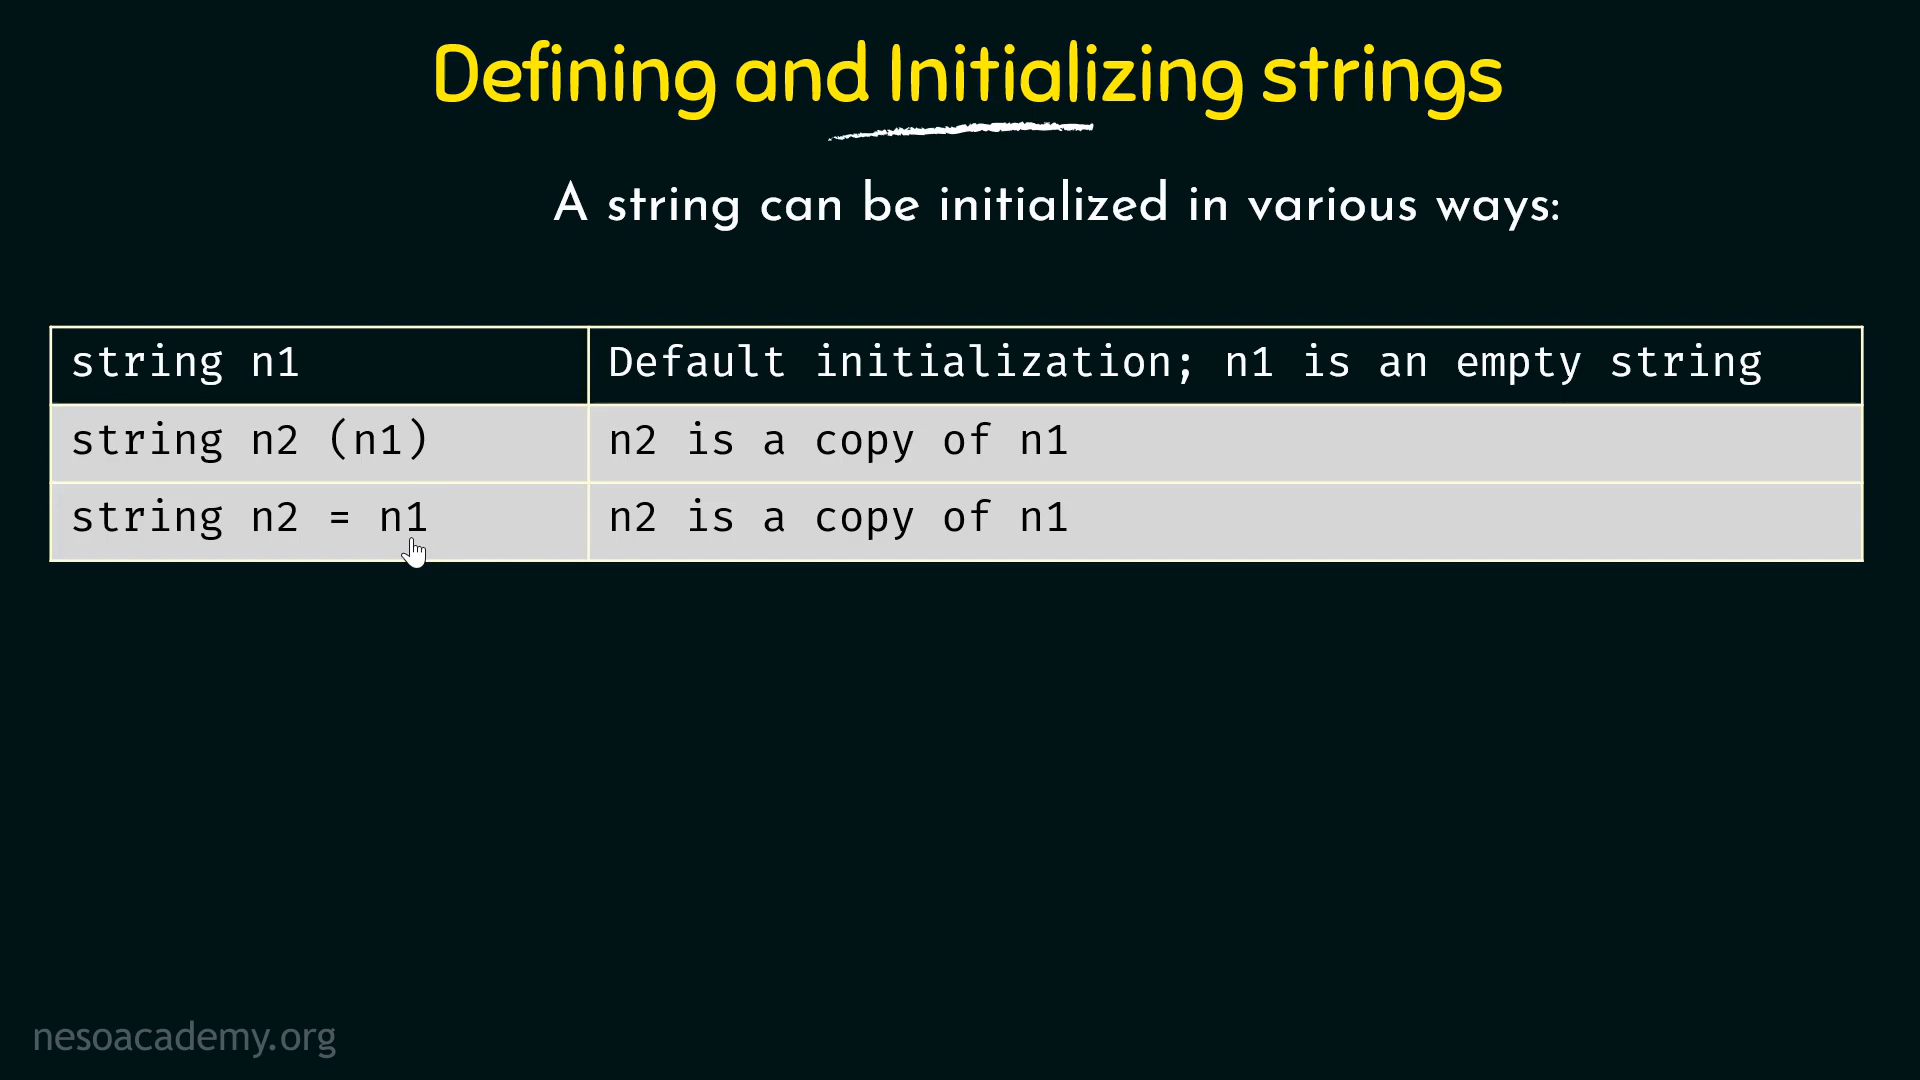 Defining and Initializing strings
A string can be initialized in various ways:
string n1 Default initialization; n1 is an empty string
string n2 (n1) n2 is a copy of n1
string n2 = n1 n2 is a copy of n1
nesoacademy.org